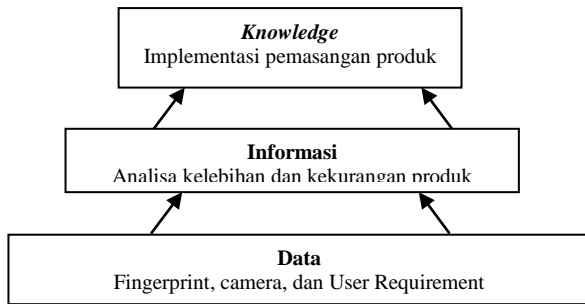 Knowledge
Implementasi pemasangan produk
Informasi
Analisa kelebihan dan kekurangan produk
Data
Fingerprint, camera, dan User Requirement